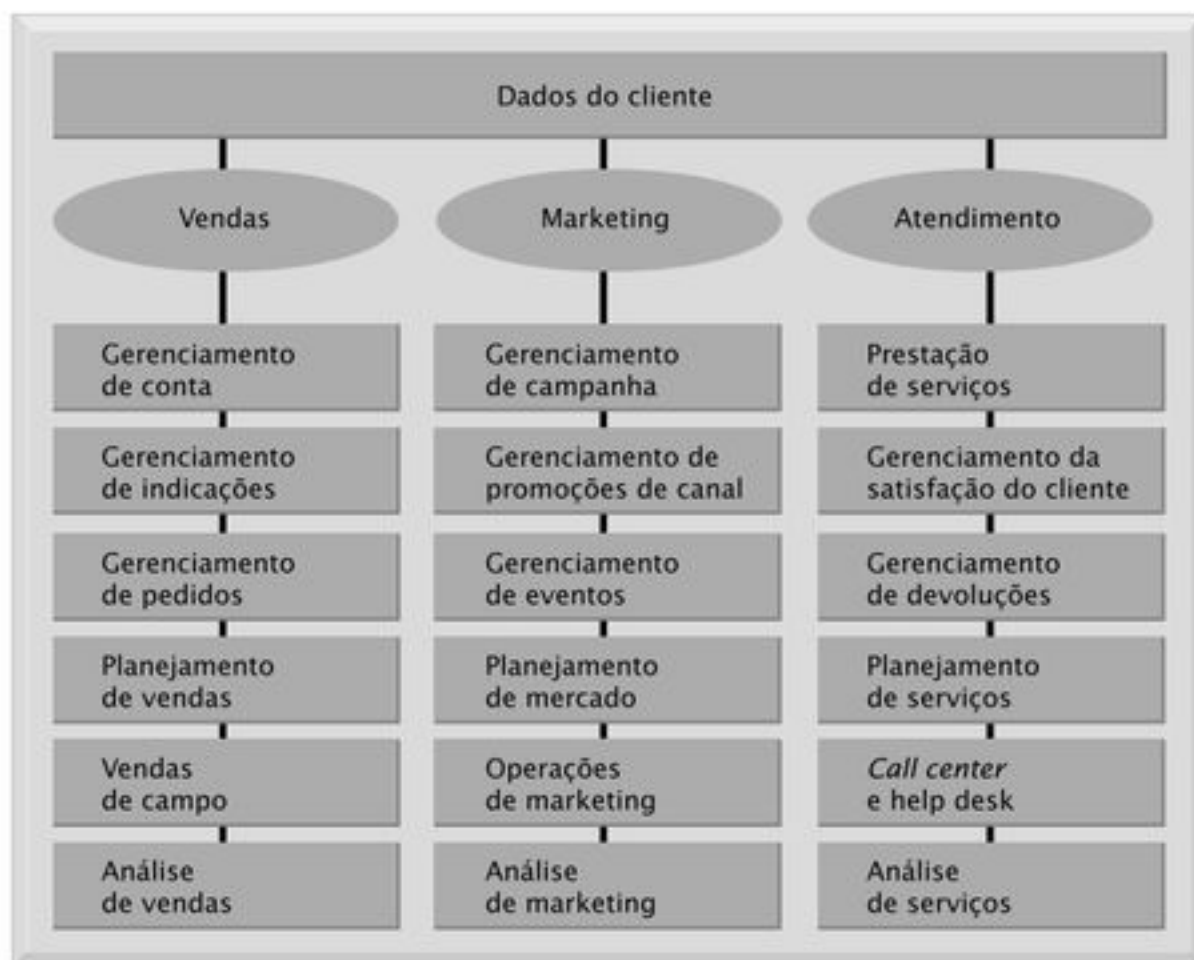 Dados do cliente
Vendas
Gerenciamento
de conta
Gerenciamento
de indicações
Gerenciamento
de pedidos
Planejamento
de vendas
Vendas
de campo
Análise
de vendas
Marketing
Gerenciamento
de campanha
Gerenciamento de
promoções de canal
Gerenciamento
de eventos
Planejamento
de mercado
Operações
de marketing
Análise
de marketing
Atendimento
Prestação
de serviços
Gerenciamento da
satisfação do cliente
Gerenciamento
de devoluções
Planejamento
de serviços
Call center
e help desk
Análise
de serviços